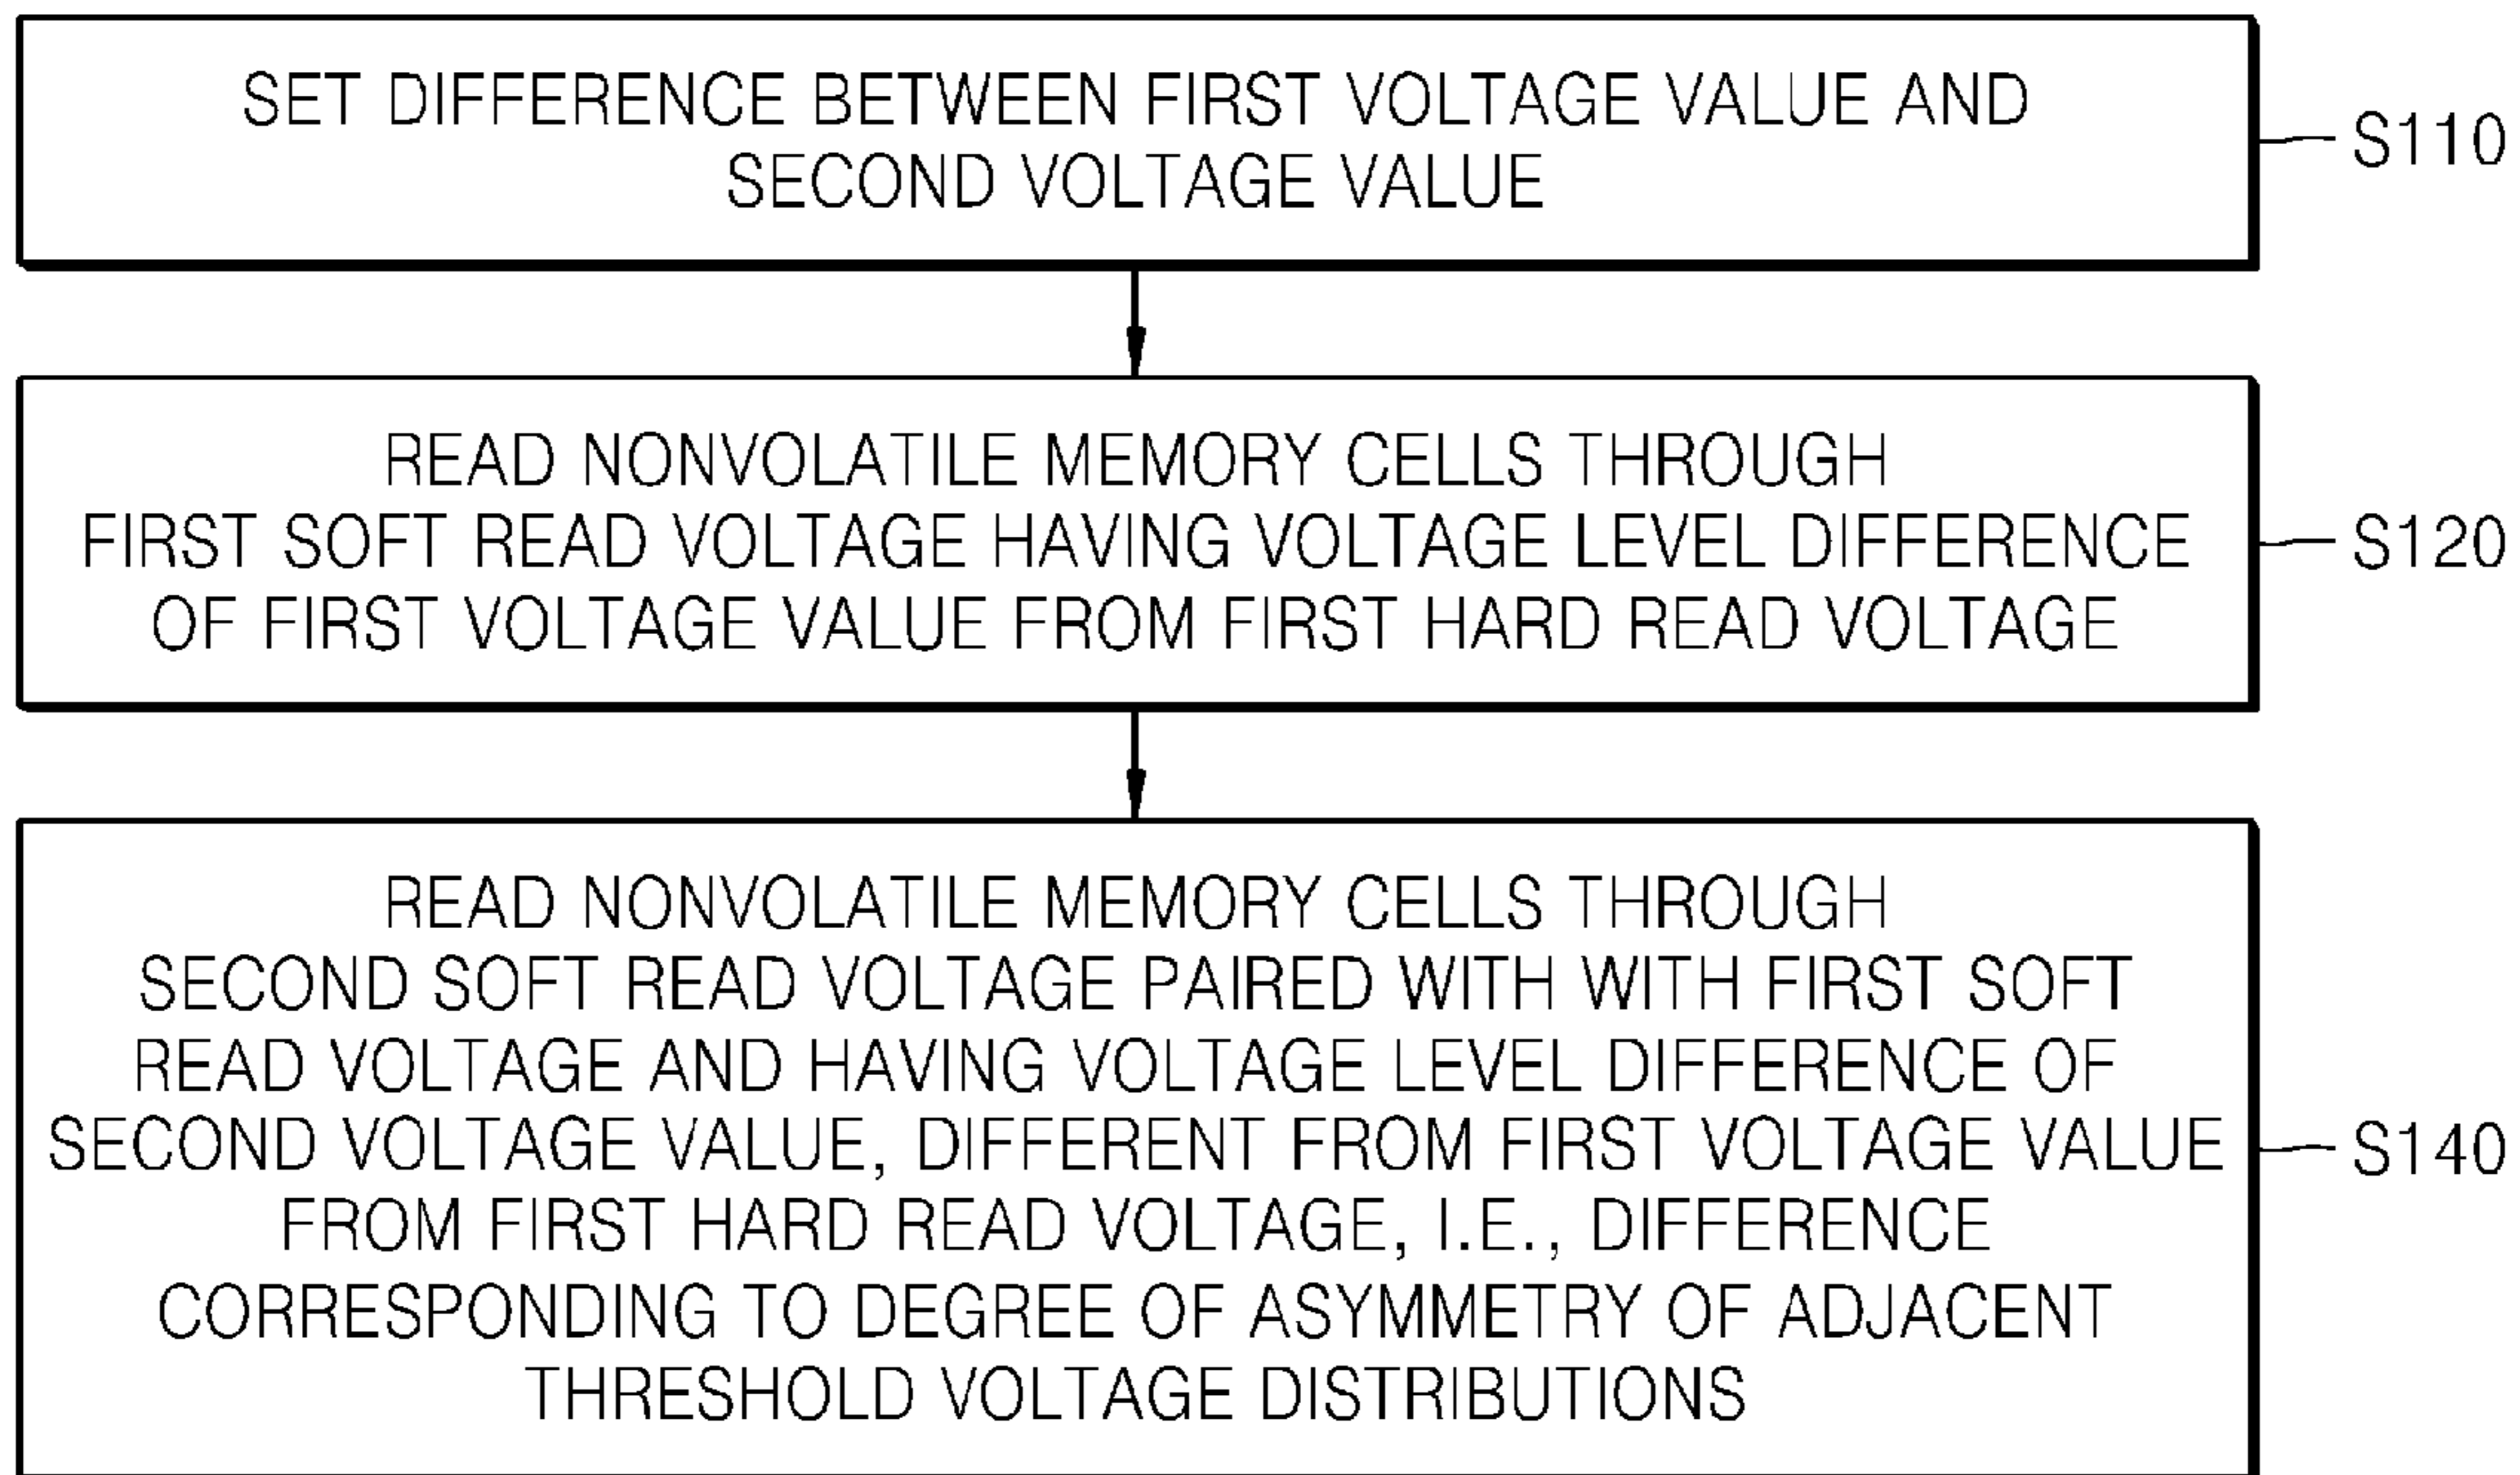 SET DIFFERENCE BETWEEN FIRST VOLTAGE VALUE AND
SECOND VOLTAGE VALUE
S110
READ NONVOLATILE MEMORY CELLS THROUGH
FIRST SOFT READ VOLTAGE HAVING VOLTAGE LEVEL DIFFERENCE
OF FIRST VOLTAGE VALUE FROM FIRST HARD READ VOLTAGE
S120
READ NONVOLATILE MEMORY CELLS THROUGH
SECOND SOFT READ VOLTAGE PAIRED WITH WITH FIRST SOFT
READ VOLTAGE AND HAVING VOLTAGE LEVEL DIFFERENCE OF
SECOND VOLTAGE VALUE, DIFFERENT FROM FIRST VOLTAGE VALUE
FROM FIRST HARD READ VOLTAGE, I.E., DIFFERENCE
CORRESPONDING TO DEGREE OF ASYMMETRY OF ADJACENT
THRESHOLD VOLTAGE DISTRIBUTIONS
S140